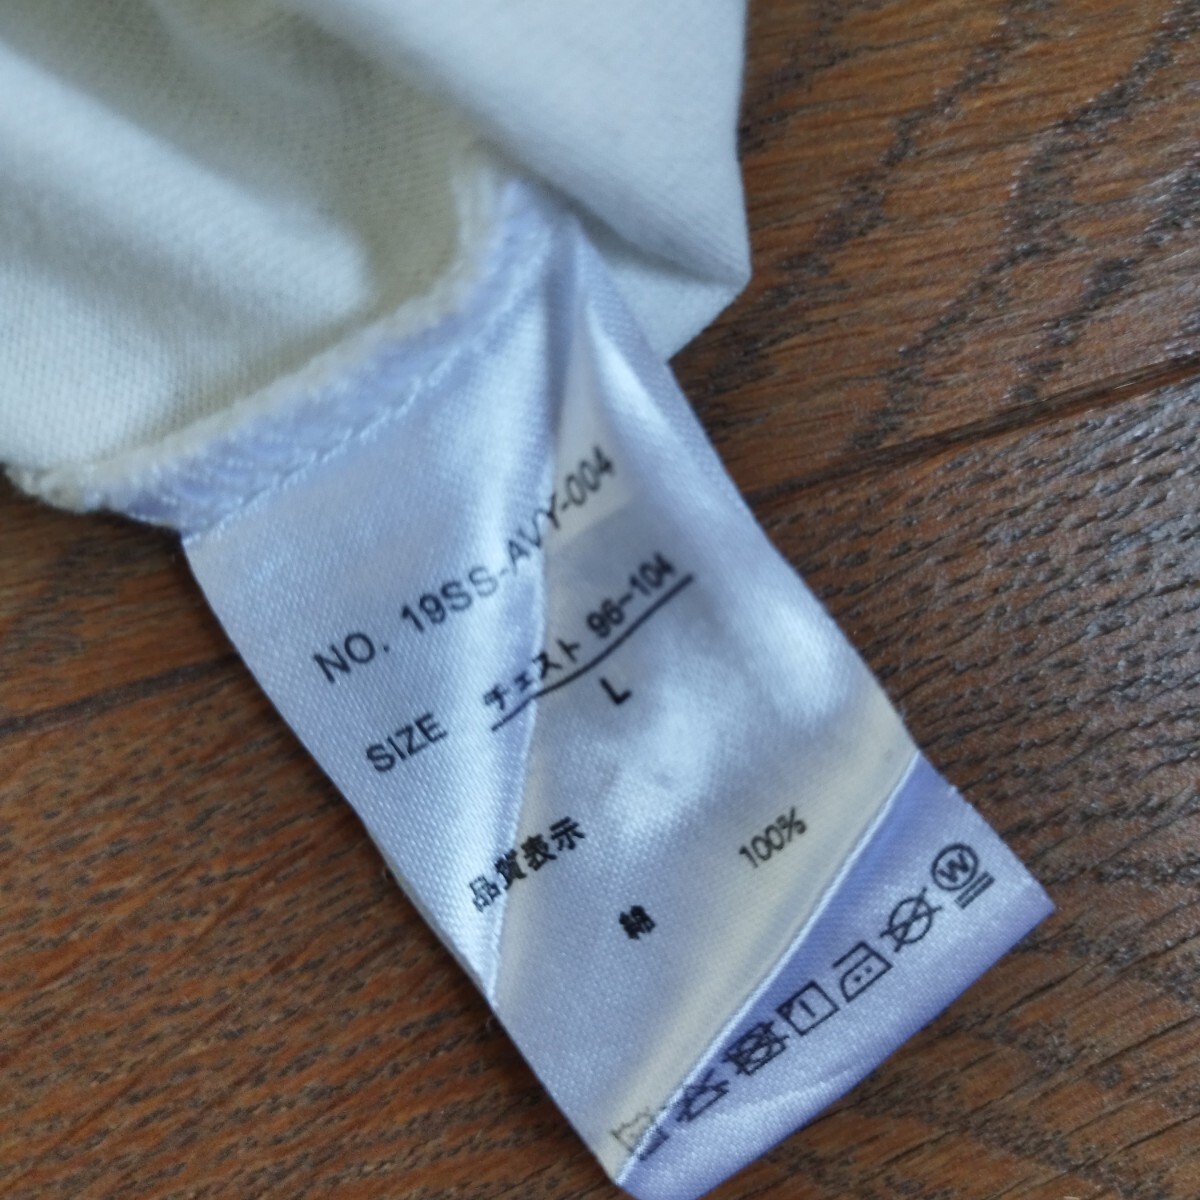 NO. 19SS-AVY-004
SIZE チェスト 96-104
L
品質表示
綿 100%
W